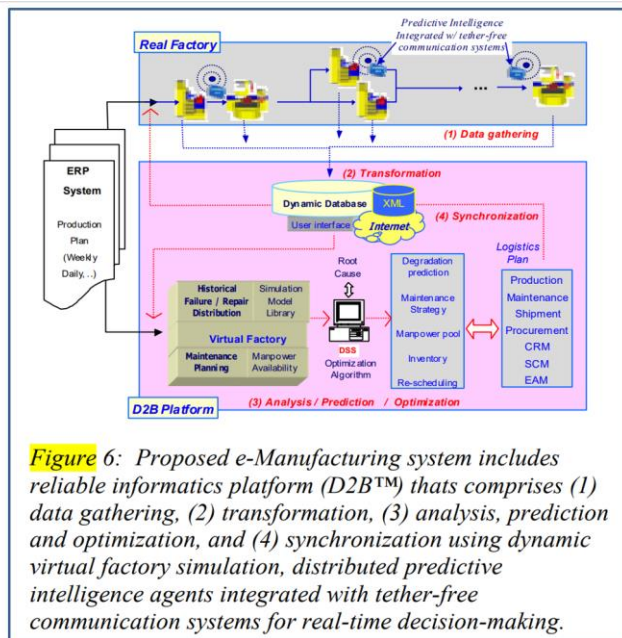 Real Factory
Predictive Intelligence
Integrated w/ tether-free
communication systems
...
(1) Data gathering
ERP
System
Production
Plan
(Weekly
Daily, ..)
(2) Transformation
Dynamic Database
XML
User interface
Internet
(4) Synchronization
Historical
Failure / Repair
Distribution
Simulation
Model
Library
Virtual Factory
Maintenance
Planning
Manpower
Availability
Root
Cause
DSS
Optimization
Algorithm
Degradation
prediction
Maintenance
Strategy
Manpower pool
Inventory
Re-scheduling
Logistics
Plan
Production
Maintenance
Shipment
Procurement
CRM
SCM
EAM
D2B Platform
(3) Analysis / Prediction / Optimization
Figure 6: Proposed e-Manufacturing system includes
reliable informatics platform (D2B™) thats comprises (1)
data gathering, (2) transformation, (3) analysis, prediction
and optimization, and (4) synchronization using dynamic
virtual factory simulation, distributed predictive
intelligence agents integrated with tether-free
communication systems for real-time decision-making.